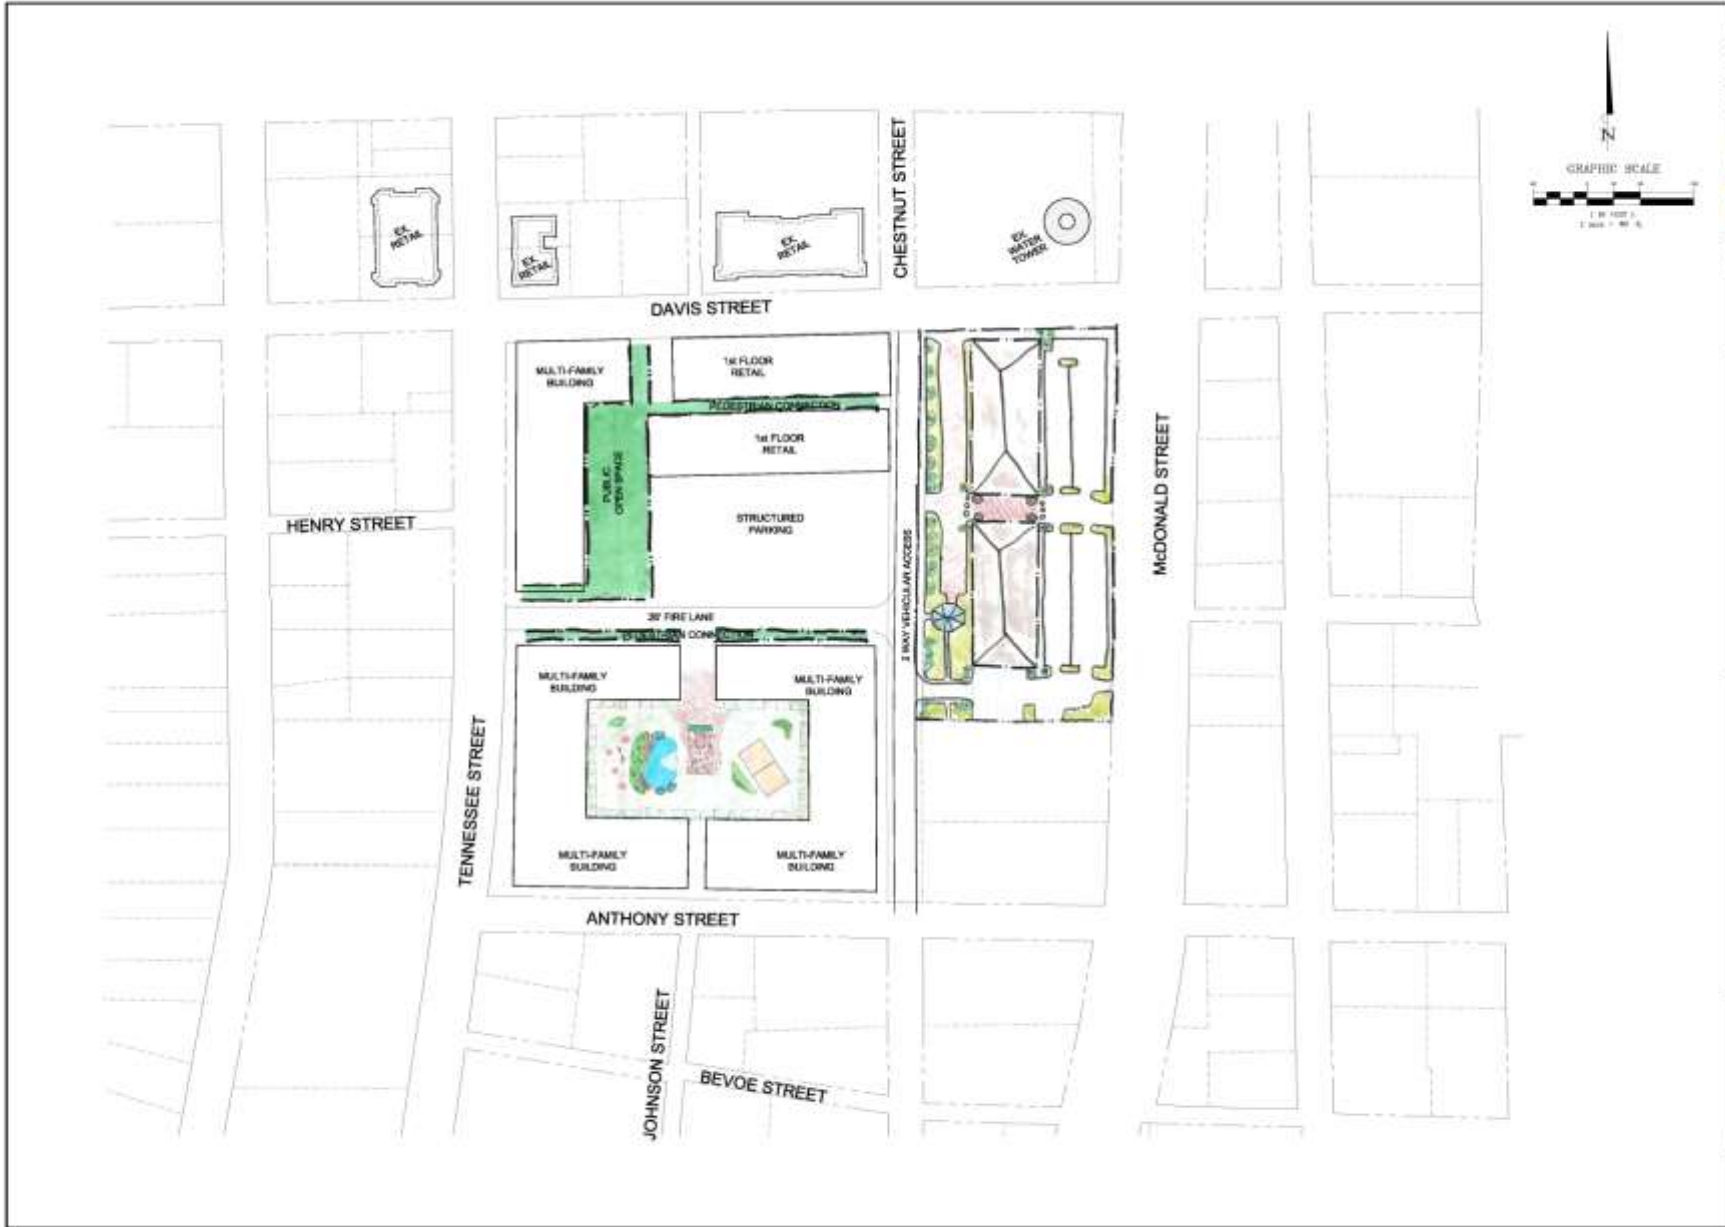 N
GRAPHIC SCALE
CHESTNUT STREET
EX.
RETAIL
EX.
RETAIL
EX.
RETAIL
EX.
WATER
TOWER
DAVIS STREET
MULTI-FAMILY
BUILDING
1st FLOOR
RETAIL
PEDESTRIAN CONNECTION
1st FLOOR
RETAIL
PUBLIC
OPEN SPACE
STRUCTURED
PARKING
HENRY STREET
McDONALD STREET
2 WAY VEHICULAR ACCESS
26' FIRE LANE
PEDESTRIAN CONNECTION
MULTI-FAMILY
BUILDING
MULTI-FAMILY
BUILDING
TENNESSEE STREET
MULTI-FAMILY
BUILDING
MULTI-FAMILY
BUILDING
ANTHONY STREET
JOHNSON STREET
BEVOE STREET